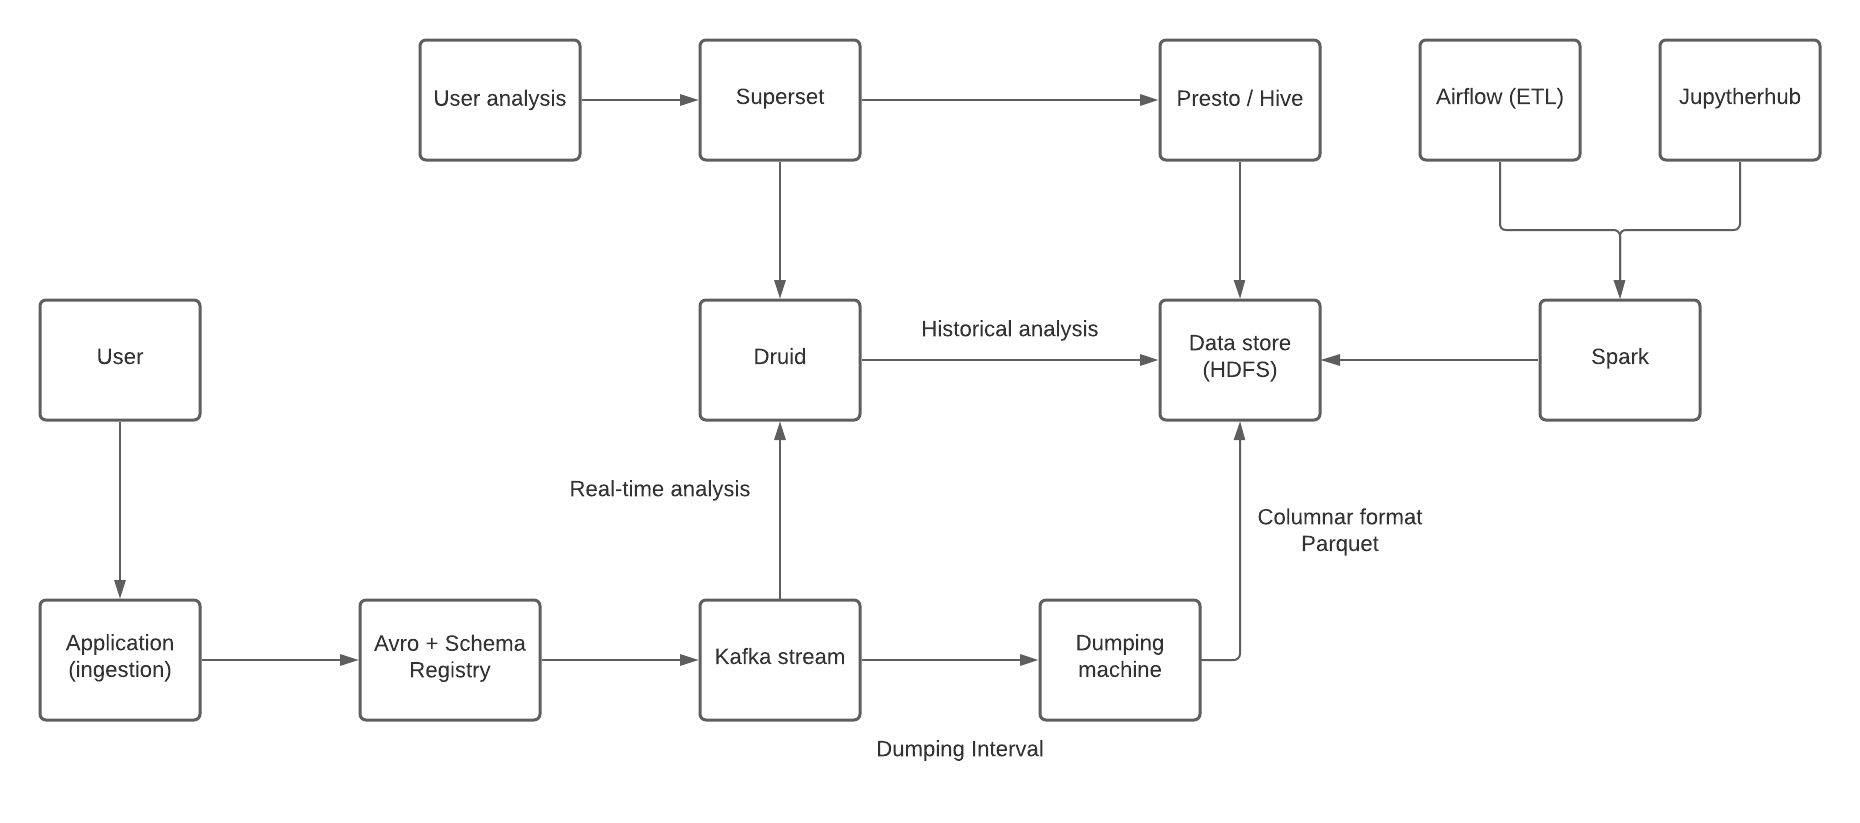 User analysis
Superset
Presto / Hive
Airflow (ETL)
Jupytherhub
User
Druid
Historical analysis
Data store
(HDFS)
Spark
Real-time analysis
Columnar format
Parquet
Application
(ingestion)
Avro + Schema
Registry
Kafka stream
Dumping
machine
Dumping Interval